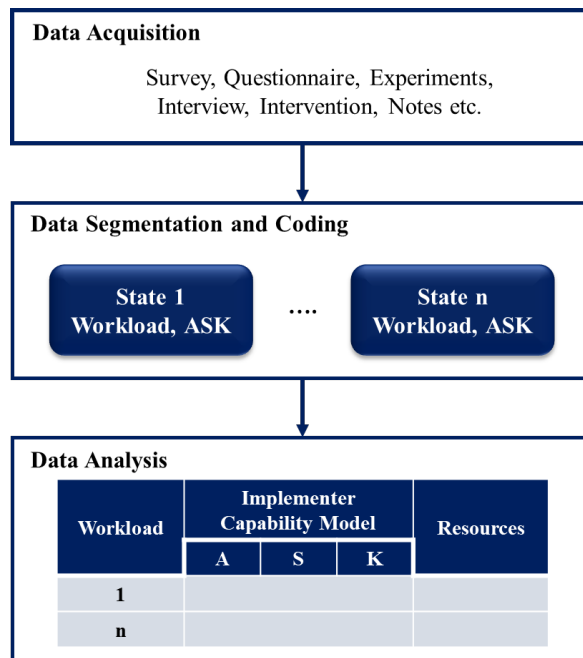 Data Acquisition
Survey, Questionnaire, Experiments,
Interview, Intervention, Notes etc.
Data Segmentation and Coding
State 1
Workload, ASK
....
State n
Workload, ASK
Data Analysis
Workload
Implementer
Capability Model
Resources
A
S
K
1
n